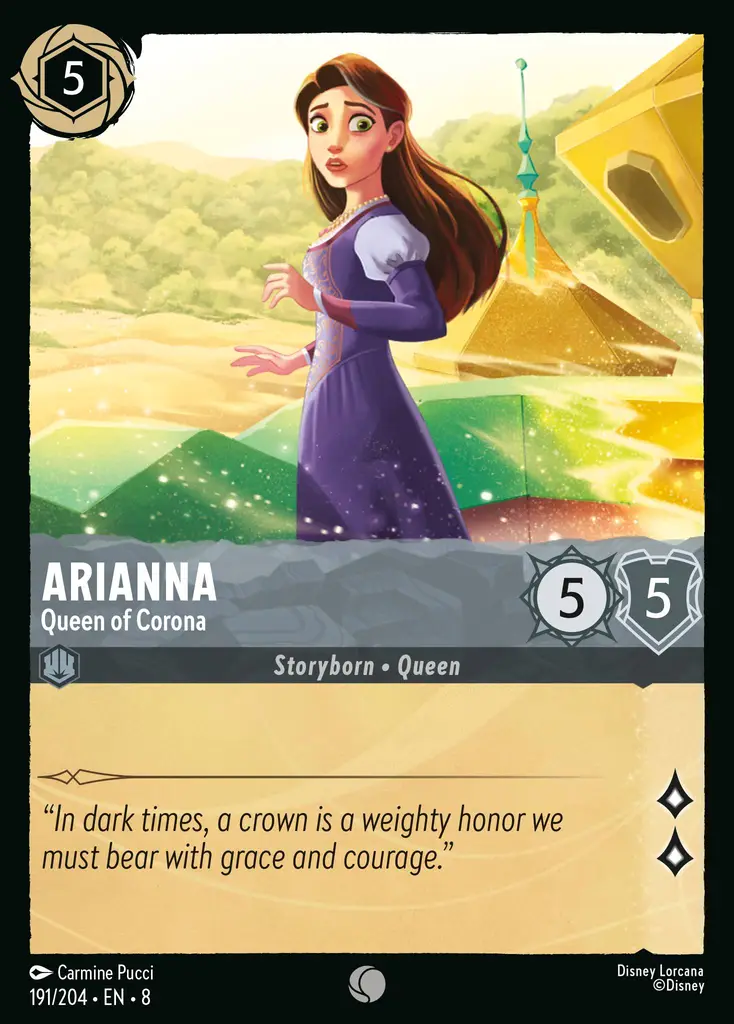 5
ARIANNA
Queen of Corona
5 5
Storyborn • Queen
“In dark times, a crown is a weighty honor we
must bear with grace and courage.”
Carmine Pucci
191/204 • EN • 8
Disney Lorcana
©Disney